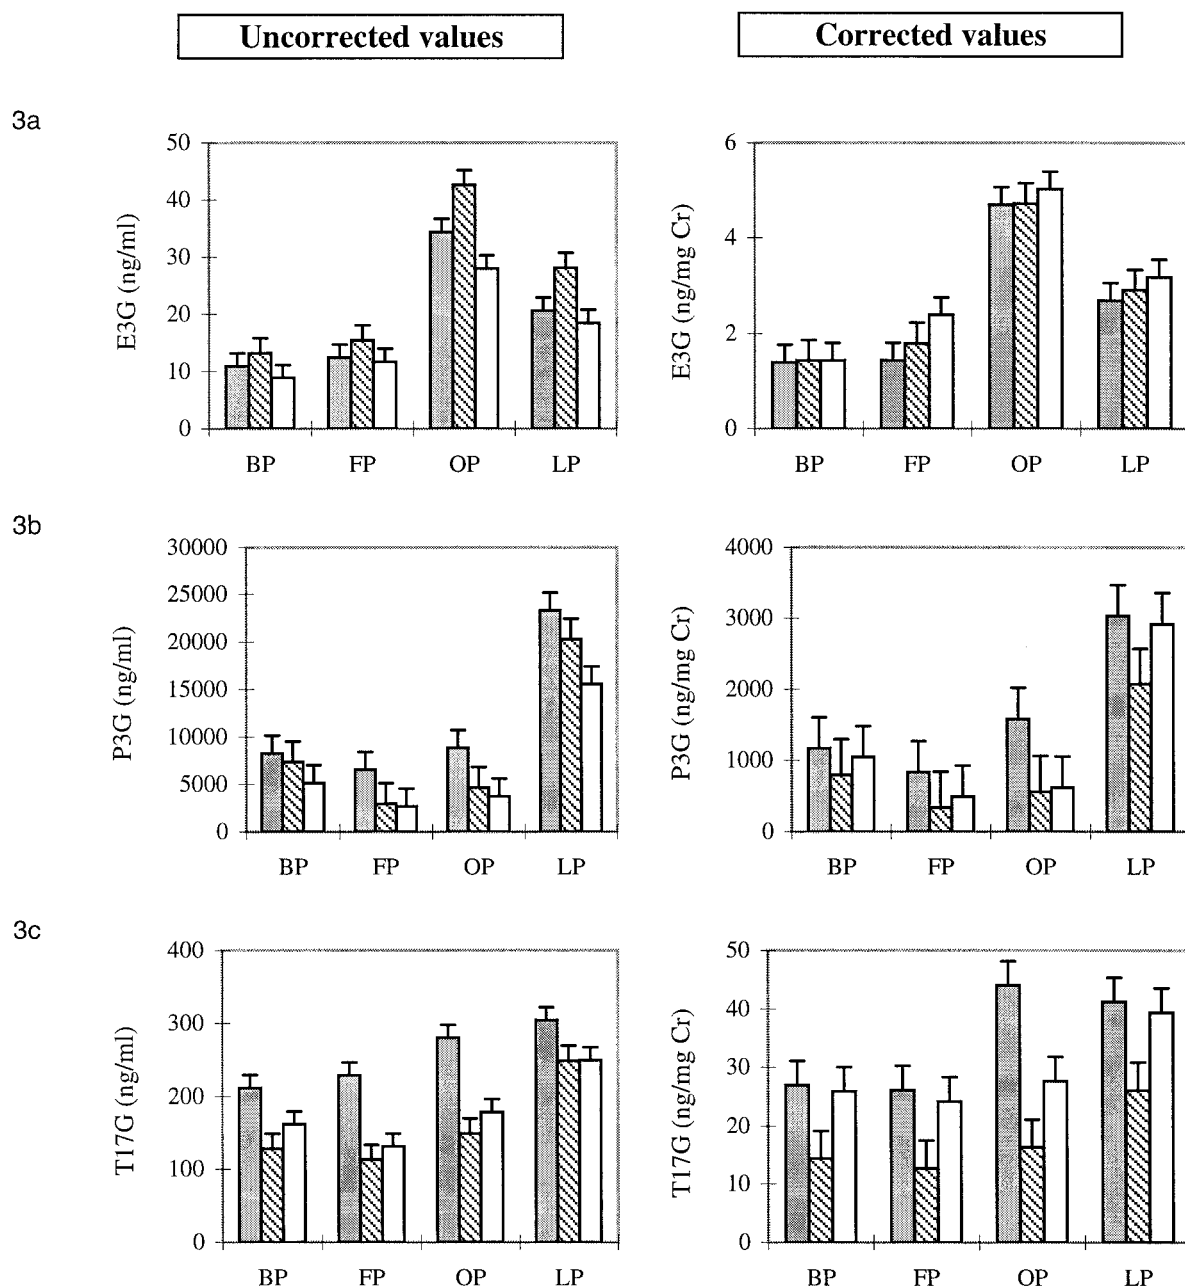 Uncorrected values
Corrected values
3a
E3G (ng/ml)
50
40
30
20
10
0
BP FP OP LP
E3G (ng/mg Cr)
6
4
2
0
BP FP OP LP
3b
P3G (ng/ml)
30000
25000
20000
15000
10000
5000
0
BP FP OP LP
P3G (ng/mg Cr)
4000
3000
2000
1000
0
BP FP OP LP
3c
T17G (ng/ml)
400
300
200
100
0
BP FP OP LP
T17G (ng/mg Cr)
50
40
30
20
10
0
BP FP OP LP